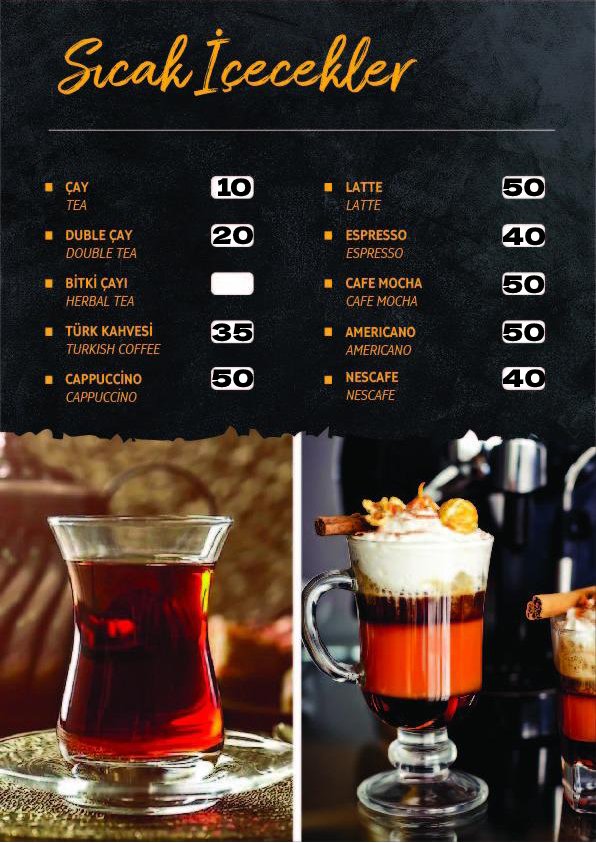 Sıcak İçecekler
ÇAY 10
TEA
DUBLE ÇAY 20
DOUBLE TEA
BİTKİ ÇAYI
HERBAL TEA
TÜRK KAHVESİ 35
TURKISH COFFEE
CAPPUCCİNO 50
CAPPUCCINO
LATTE 50
LATTE
ESPRESSO 40
ESPRESSO
CAFE MOCHA 50
CAFE MOCHA
AMERICANO 50
AMERICANO
NESCAFE 40
NESCAFE